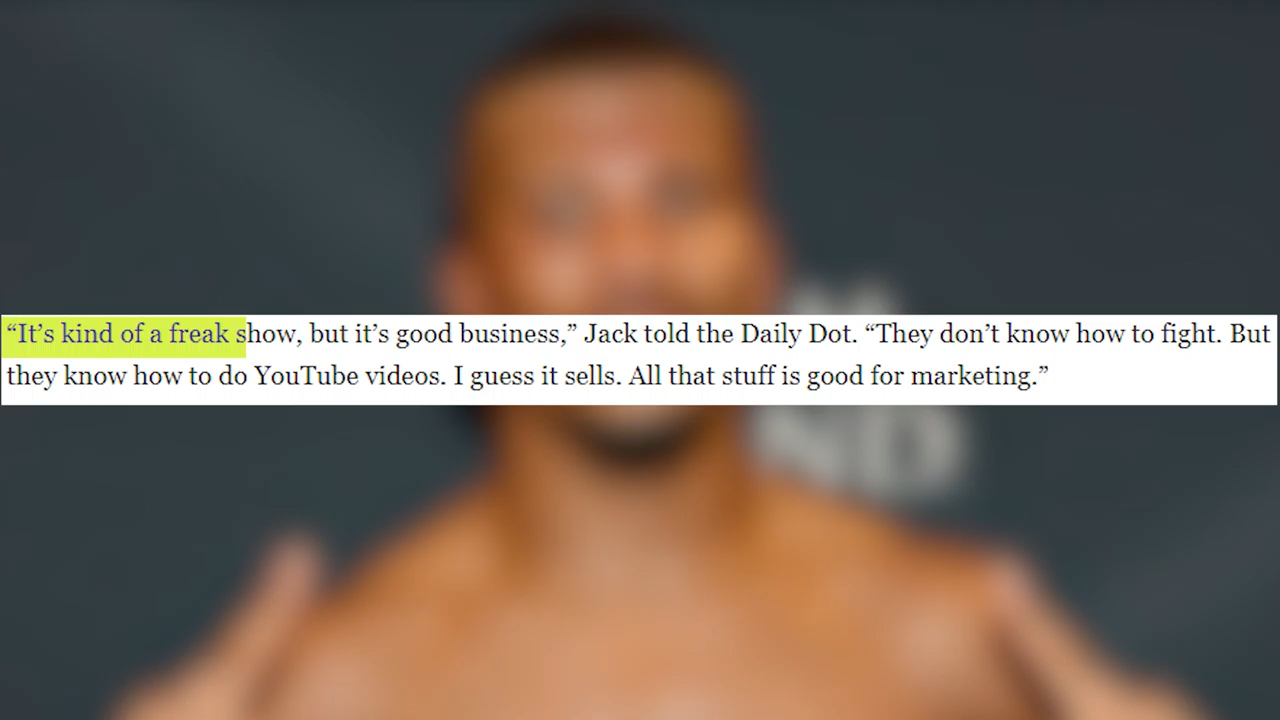 “It’s kind of a freak show, but it’s good business,” Jack told the Daily Dot. “They don’t know how to fight. But
they know how to do YouTube videos. I guess it sells. All that stuff is good for marketing.”